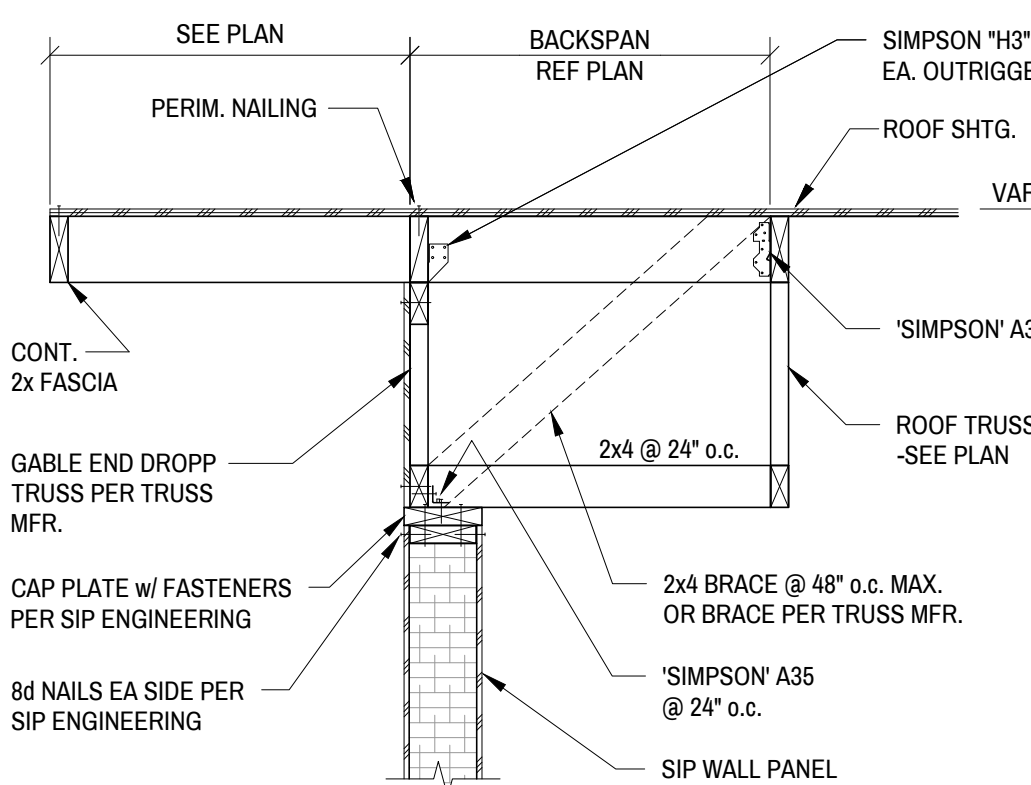 SEE PLAN
BACKSPAN
REF PLAN
SIMPSON "H3"
EA. OUTRIGGE
PERIM. NAILING
ROOF SHTG.
VAR
CONT.
2x FASCIA
'SIMPSON' A3
GABLE END DROPP
TRUSS PER TRUSS
MFR.
2x4 @ 24" o.c.
ROOF TRUSS
-SEE PLAN
CAP PLATE w/ FASTENERS
PER SIP ENGINEERING
2x4 BRACE @ 48" o.c. MAX.
OR BRACE PER TRUSS MFR.
8d NAILS EA SIDE PER
SIP ENGINEERING
'SIMPSON' A35
@ 24" o.c.
SIP WALL PANEL